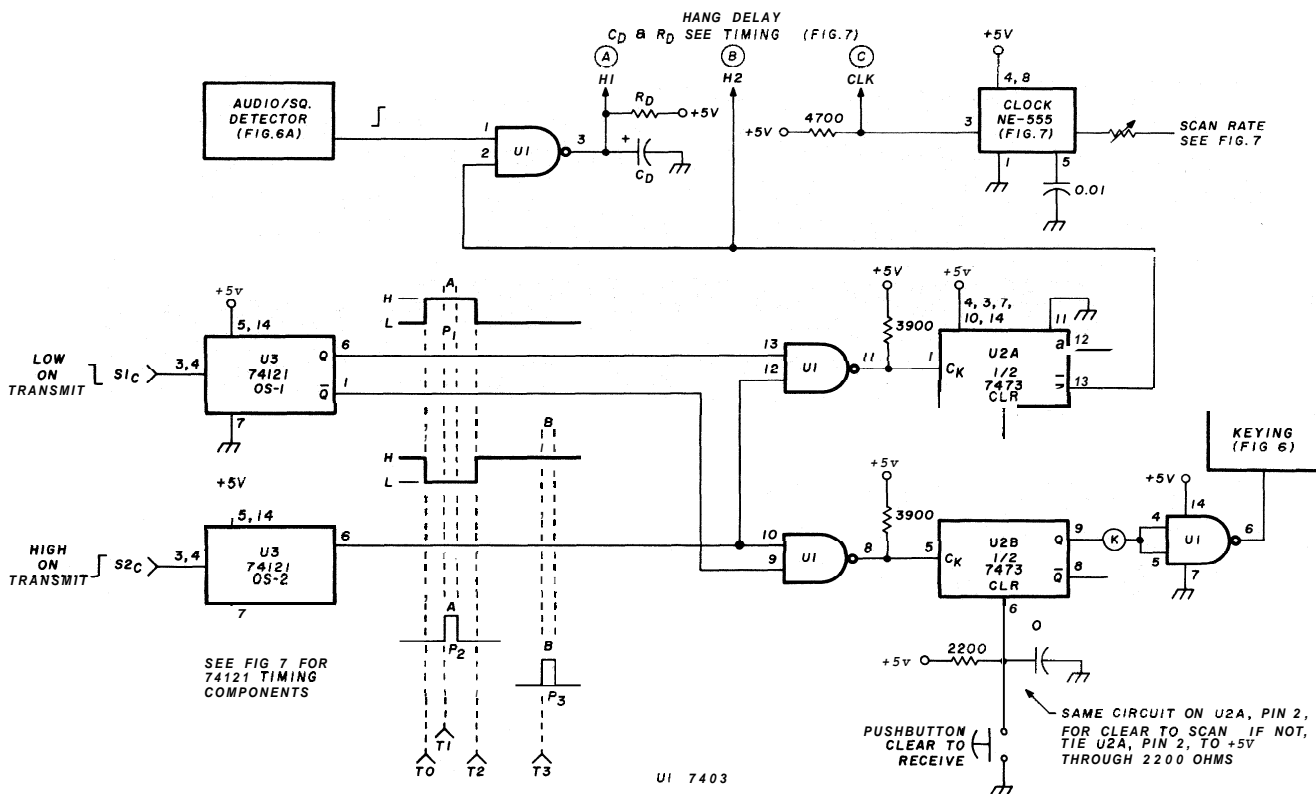 HANG DELAY
CD & RD SEE TIMING (FIG.7)
A
H1
B
H2
C
CLK
+5V
4, 8
AUDIO/SQ.
DETECTOR
(FIG.6A)
1
2
U1
3
RD
+5V
+
CD
+5V
4700
3
CLOCK
NE-555
(FIG.7)
1
5
0.01
SCAN RATE
SEE FIG.7
LOW
ON
TRANSMIT
S1C
3,4
+5V
5, 14
U3
74121
OS-1
Q
Q̅
6
1
7
H
L
A
P1
13
12
U1
11
+5V
3900
+5V
4, 3, 7,
10, 14
1
CK
U2A
1/2
7473
CLR
11
a
12
13
B
H
L
HIGH
ON
TRANSMIT
S2C
3,4
+5V
5, 14
U3
74121
OS-2
6
7
10
9
U1
8
+5V
3900
5
CK
U2B
1/2
7473
CLR
Q
Q̅
9
8
6
K
4
5
+5V
14
U1
6
7
KEYING
(FIG 6)
A
P2
B
P3
SEE FIG 7 FOR
74121 TIMING
COMPONENTS
T0
T1
T2
T3
+5V
2200
0
PUSHBUTTON
CLEAR TO
RECEIVE
SAME CIRCUIT ON U2A, PIN 2,
FOR CLEAR TO SCAN IF NOT,
TIE U2A, PIN 2, TO +5V
THROUGH 2200 OHMS
U1 7403